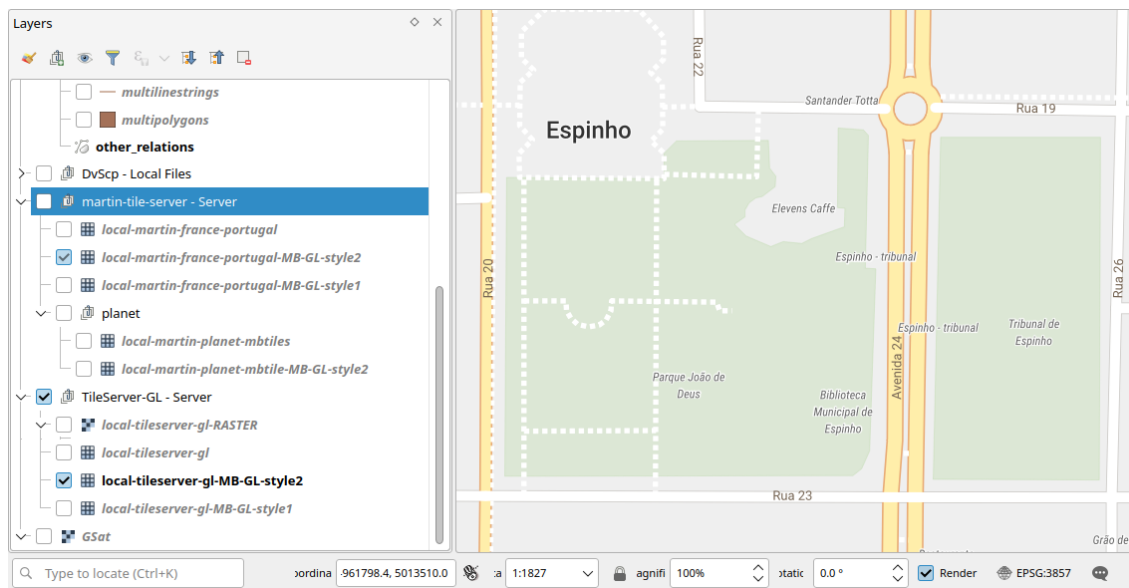 Layers
multilinestrings
multipolygons
other_relations
DvScp - Local Files
martin-tile-server - Server
local-martin-france-portugal
local-martin-france-portugal-MB-GL-style2
local-martin-france-portugal-MB-GL-style1
planet
local-martin-planet-mbtiles
local-martin-planet-mbtile-MB-GL-style2
TileServer-GL - Server
local-tileserver-gl-RASTER
local-tileserver-gl
local-tileserver-gl-MB-GL-style2
local-tileserver-gl-MB-GL-style1
GSat
Rua 22
Santander Totta
Rua 19
Espinho
Elevens Caffe
Espinho - tribunal
Rua 20
Rua 26
Espinho - tribunal
Tribunal de
Espinho
Avenida 24
Parque João de
Deus
Biblioteca
Municipal de
Espinho
Rua 23
Grão de
Type to locate (Ctrl+K)
oordina
-961798.4, 5013510.0
:a
1:1827
agnifi
100%
otatic
0.0 °
Render
EPSG:3857